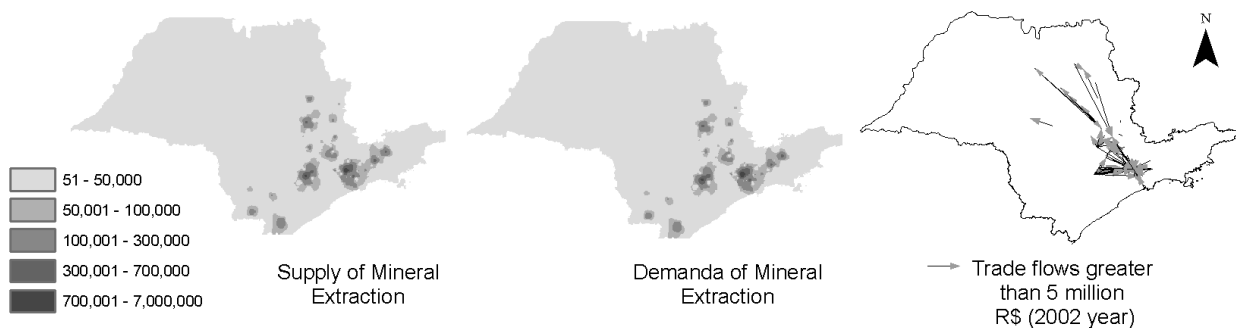 N
51 - 50,000
50,001 - 100,000
100,001 - 300,000
300,001 - 700,000
700,001 - 7,000,000
Supply of Mineral
Extraction
Demanda of Mineral
Extraction
Trade flows greater
than 5 million
R$ (2002 year)